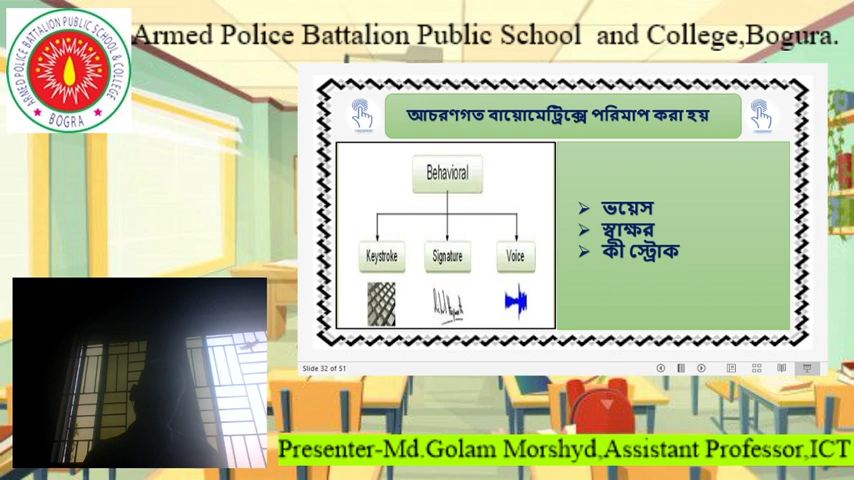 Armed Police Battalion Public School and College,Bogura.
ARMED POLICE BATTALION PUBLIC SCHOOL & COLLEGE
BOGRA
আচরণগত বায়োমেট্রিক্সে পরিমাপ করা হয়
Behavioral
Keystroke Signature Voice
➢ ভয়েস
➢ স্বাক্ষর
➢ কী স্ট্রোক
Slide 32 of 51
Presenter-Md.Golam Morshyd,Assistant Professor,ICT